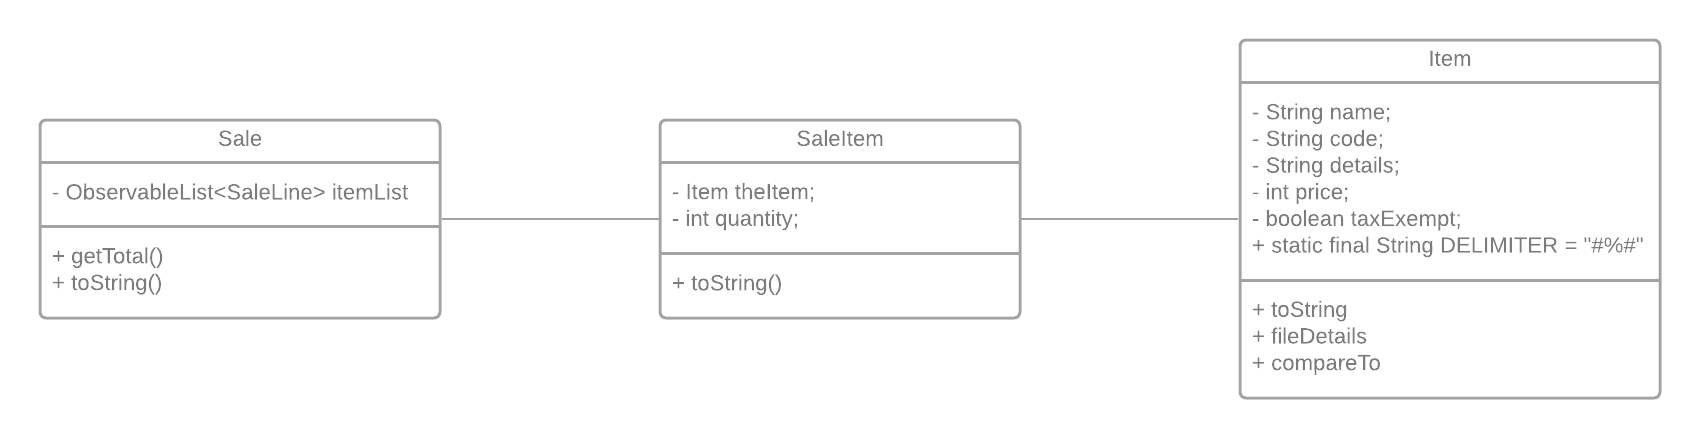 Sale
- ObservableList<SaleLine> itemList
+ getTotal()
+ toString()
SaleItem
- Item theItem;
- int quantity;
+ toString()
Item
- String name;
- String code;
- String details;
- int price;
- boolean taxExempt;
+ static final String DELIMITER = "#%#"
+ toString
+ fileDetails
+ compareTo